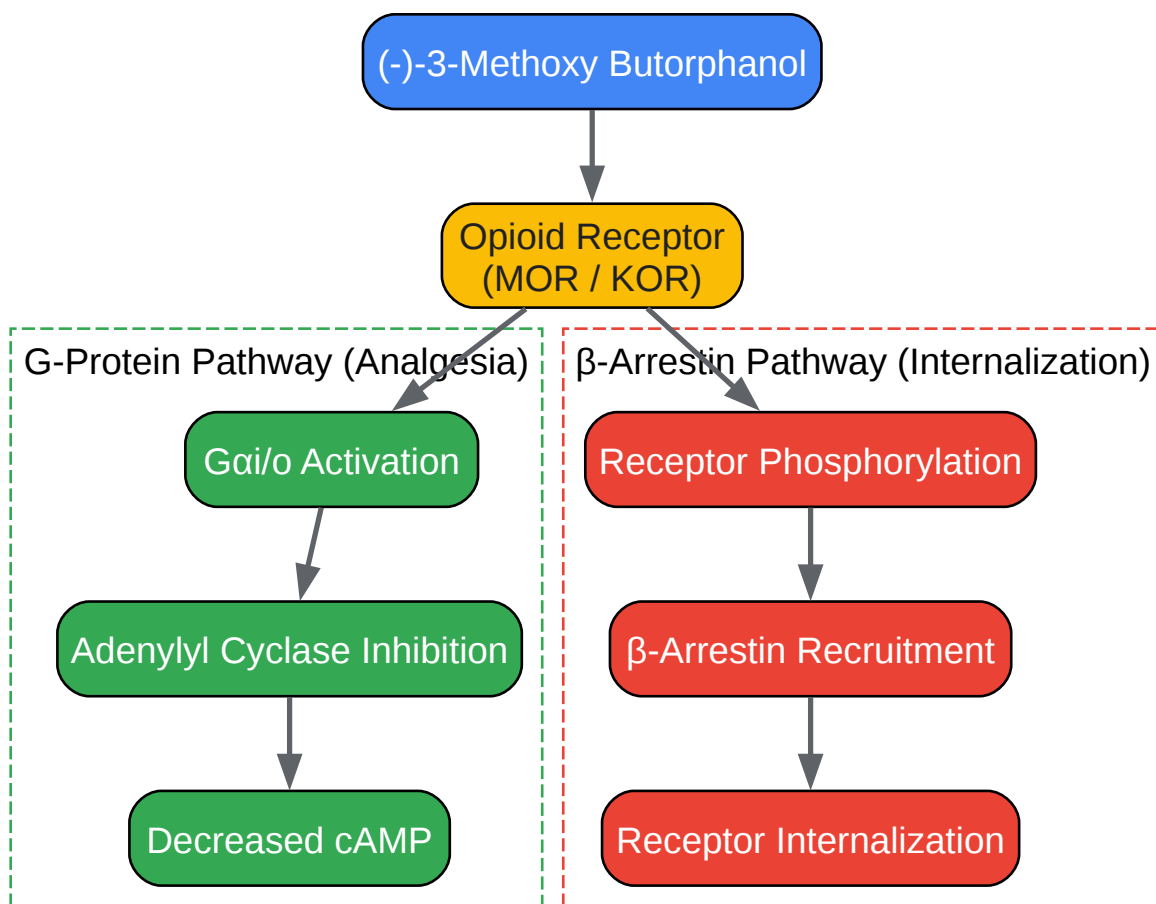 (-)-3-Methoxy Butorphanol
Opioid Receptor
(MOR / KOR)
G-Protein Pathway (Analgesia)
Gαi/o Activation
Adenylyl Cyclase Inhibition
Decreased cAMP
β-Arrestin Pathway (Internalization)
Receptor Phosphorylation
β-Arrestin Recruitment
Receptor Internalization